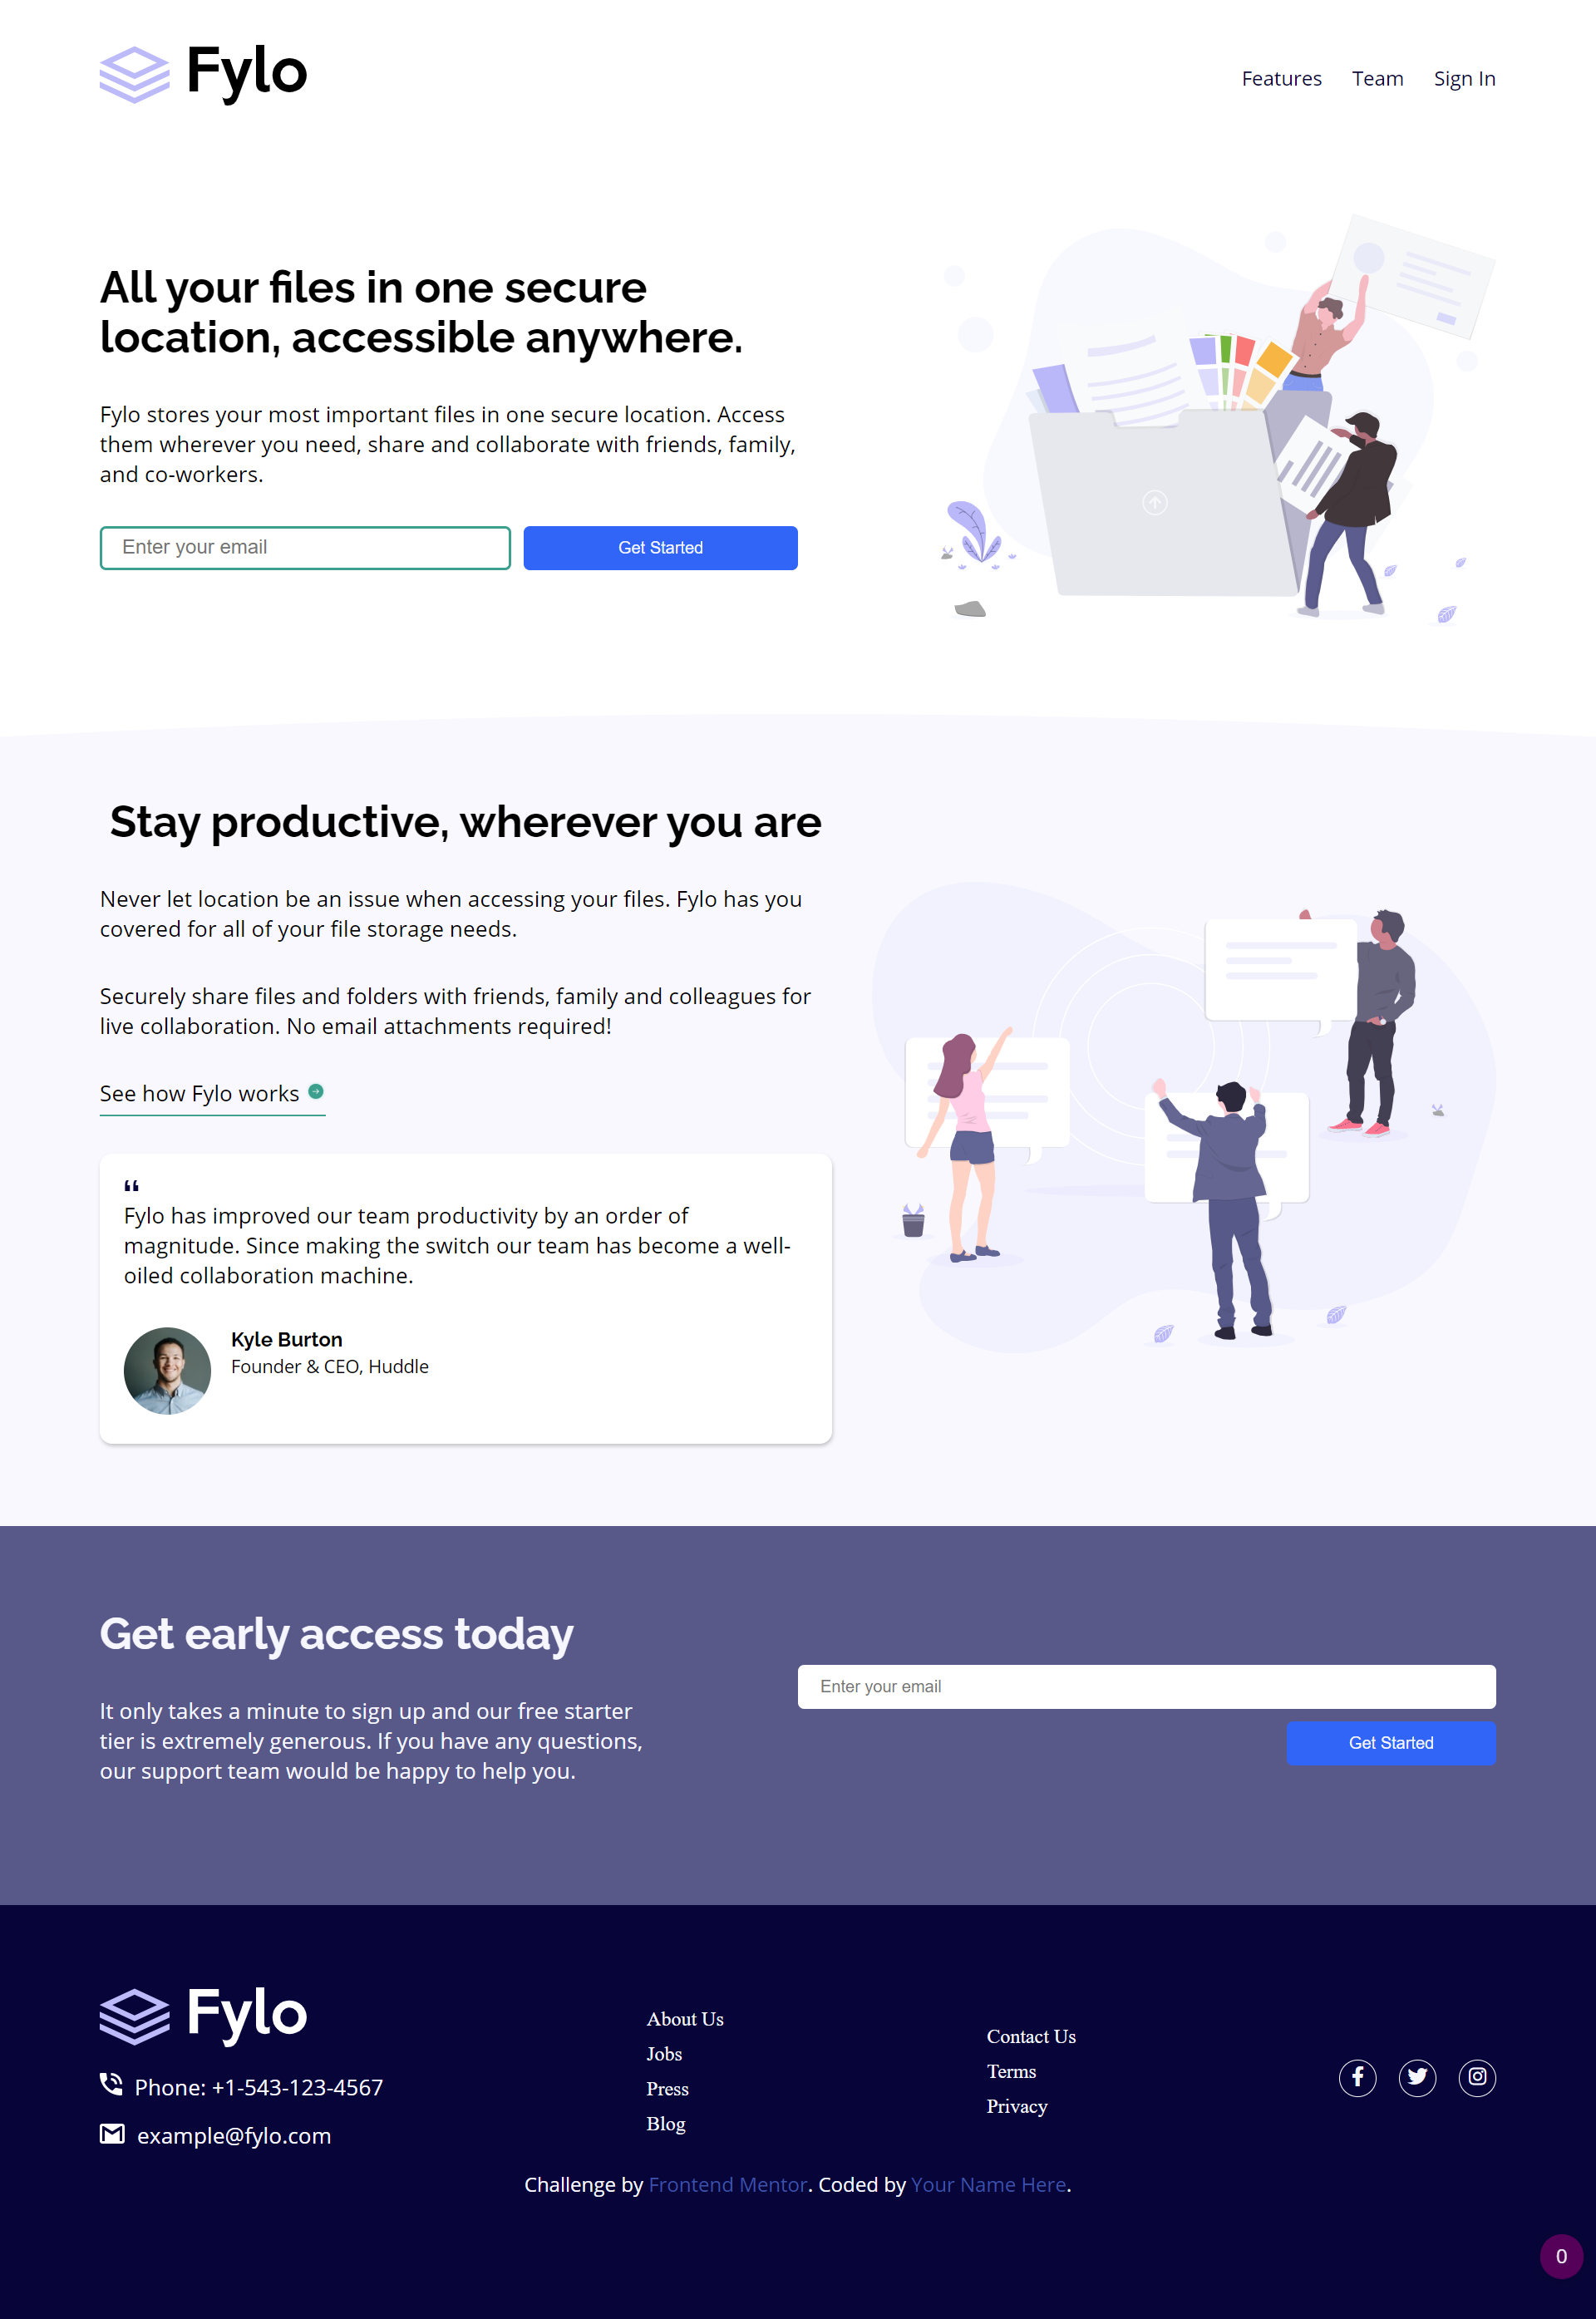 Fylo
Features Team Sign In
All your files in one secure
location, accessible anywhere.
Fylo stores your most important files in one secure location. Access
them wherever you need, share and collaborate with friends, family,
and co-workers.
Enter your email
Get Started
Stay productive, wherever you are
Never let location be an issue when accessing your files. Fylo has you
covered for all of your file storage needs.
Securely share files and folders with friends, family and colleagues for
live collaboration. No email attachments required!
See how Fylo works
“
Fylo has improved our team productivity by an order of
magnitude. Since making the switch our team has become a well-
oiled collaboration machine.
Kyle Burton
Founder & CEO, Huddle
Get early access today
It only takes a minute to sign up and our free starter
tier is extremely generous. If you have any questions,
our support team would be happy to help you.
Enter your email
Get Started
Fylo
Phone: +1-543-123-4567
example@fylo.com
About Us
Jobs
Press
Blog
Contact Us
Terms
Privacy
Challenge by Frontend Mentor. Coded by Your Name Here.
0